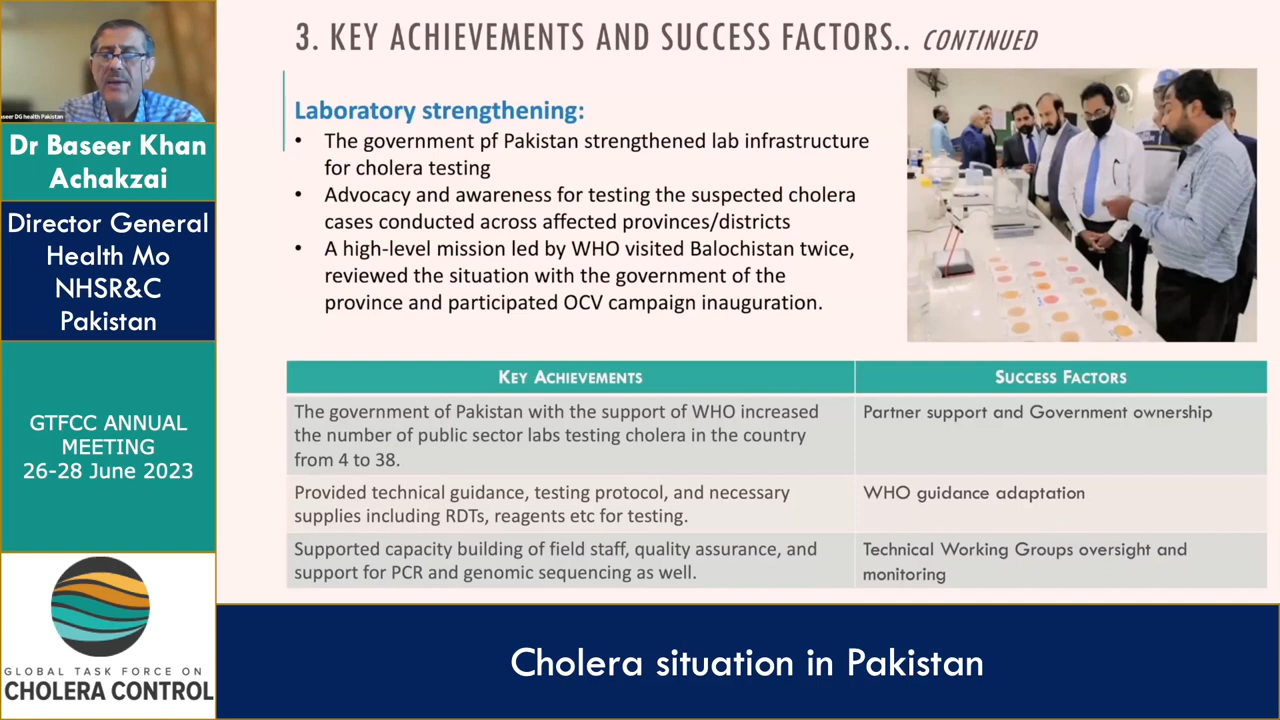 aseer DG health Pakistan
Dr Baseer Khan
Achakzai
Director General
Health Mo
NHSR&C
Pakistan
GTFCC ANNUAL
MEETING
26-28 June 2023
GLOBAL TASK FORCE ON
CHOLERA CONTROL
3. KEY ACHIEVEMENTS AND SUCCESS FACTORS.. CONTINUED
Laboratory strengthening:
• The government pf Pakistan strengthened lab infrastructure
for cholera testing
• Advocacy and awareness for testing the suspected cholera
cases conducted across affected provinces/districts
• A high-level mission led by WHO visited Balochistan twice,
reviewed the situation with the government of the
province and participated OCV campaign inauguration.
KEY ACHIEVEMENTS
SUCCESS FACTORS
The government of Pakistan with the support of WHO increased
the number of public sector labs testing cholera in the country
from 4 to 38.
Partner support and Government ownership
Provided technical guidance, testing protocol, and necessary
supplies including RDTs, reagents etc for testing.
WHO guidance adaptation
Supported capacity building of field staff, quality assurance, and
support for PCR and genomic sequencing as well.
Technical Working Groups oversight and
monitoring
Cholera situation in Pakistan